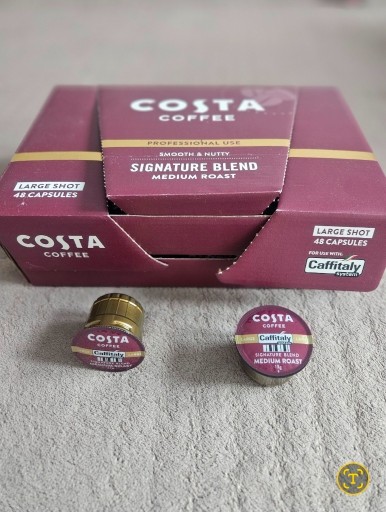 COSTA
COFFEE
PROFESSIONAL USE
SMOOTH & NUTTY
SIGNATURE BLEND
MEDIUM ROAST
LARGE SHOT
48 CAPSULES
COSTA
COFFEE
LARGE SHOT
48 CAPSULES
FOR USE WITH
Caffitaly
system
COSTA
COFFEE
Caffitaly
COSTA
COFFEE
Caffitaly
SIGNATURE BLEND
MEDIUM ROAST
T